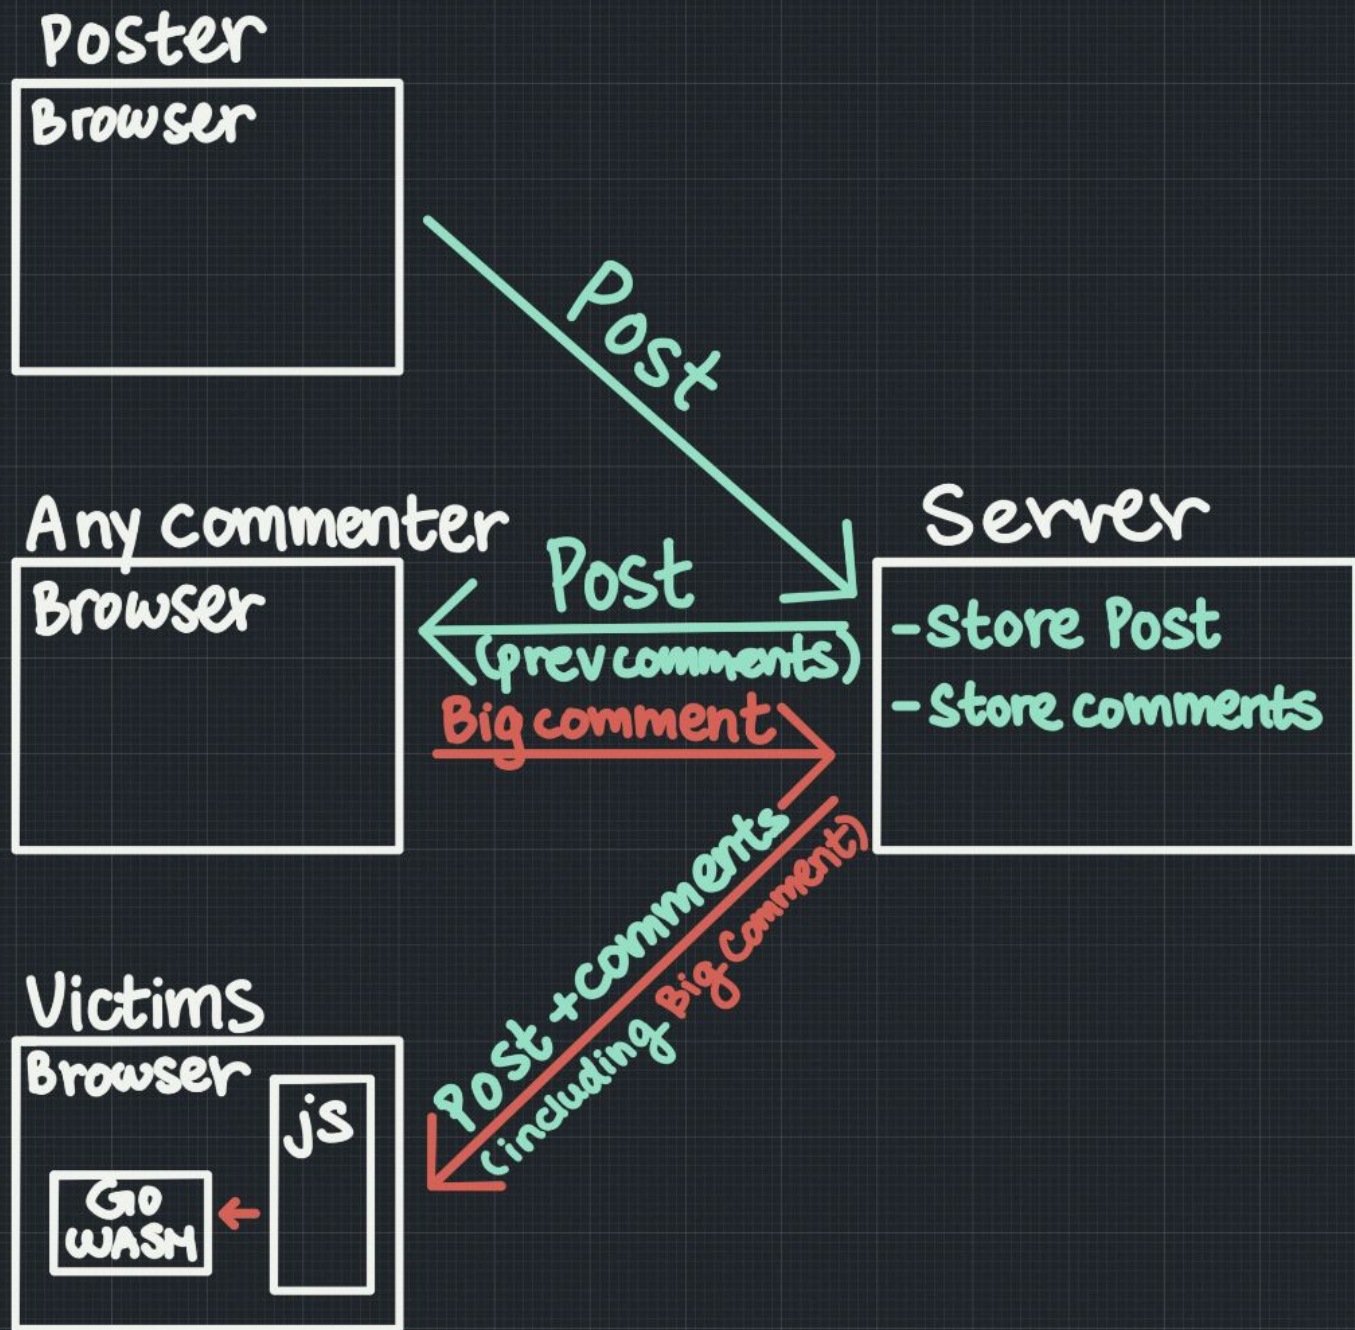 Poster
Browser
Post
Any commenter
Browser
Post
(prev comments)
Big comment
Server
-Store Post
-Store comments
Post + comments
(including Big Comment)
Victims
Browser
js
Go
WASM